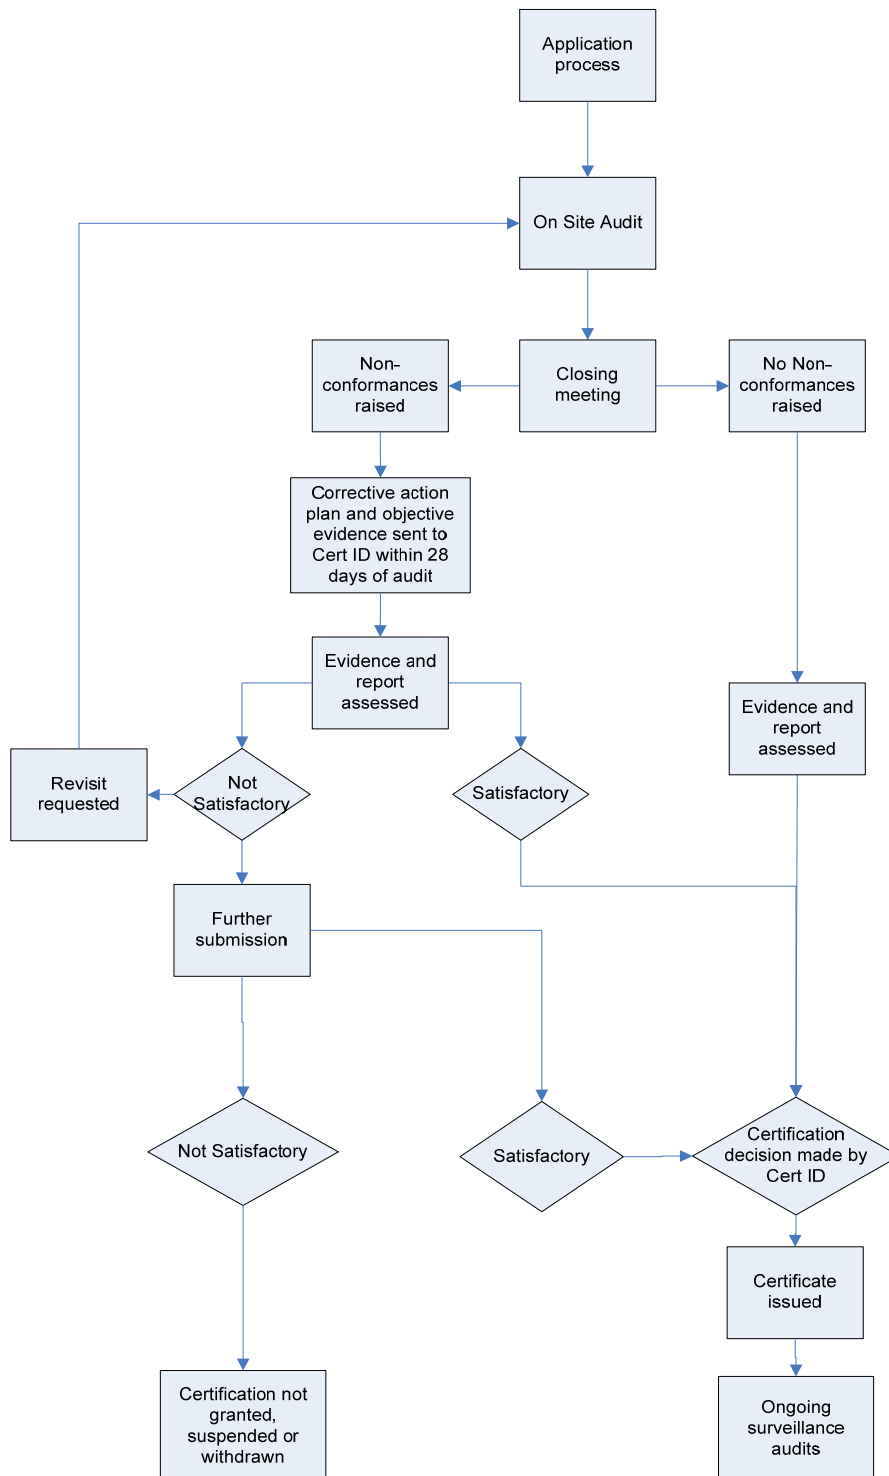 Application
process
On Site Audit
Non-
conformances
raised
Closing
meeting
No Non-
conformances
raised
Corrective action
plan and objective
evidence sent to
Cert ID within 28
days of audit
Evidence and
report
assessed
Evidence and
report
assessed
Revisit
requested
Not
Satisfactory
Satisfactory
Further
submission
Not Satisfactory
Satisfactory
Certification
decision made by
Cert ID
Certificate
issued
Certification not
granted,
suspended or
withdrawn
Ongoing
surveillance
audits